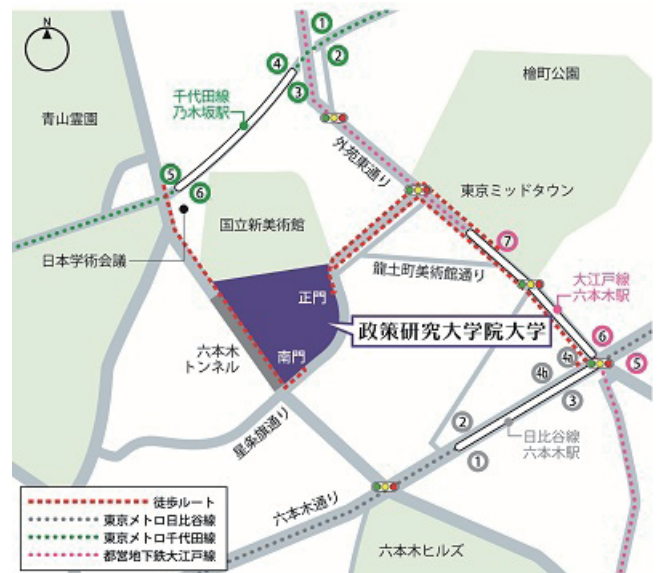 N
①
②
④
③
千代田線
乃木坂駅
檜町公園
青山霊園
外苑東通り
⑤
⑥
東京ミッドタウン
国立新美術館
⑦
日本学術会議
龍土町美術館通り
大江戸線
六本木駅
正門
政策研究大学院大学
六本木
トンネル
南門
⑥
4a
⑤
4b
③
星条旗通り
②
①
日比谷線
六本木駅
六本木通り
六本木ヒルズ
徒歩ルート
東京メトロ日比谷線
東京メトロ千代田線
都営地下鉄大江戸線